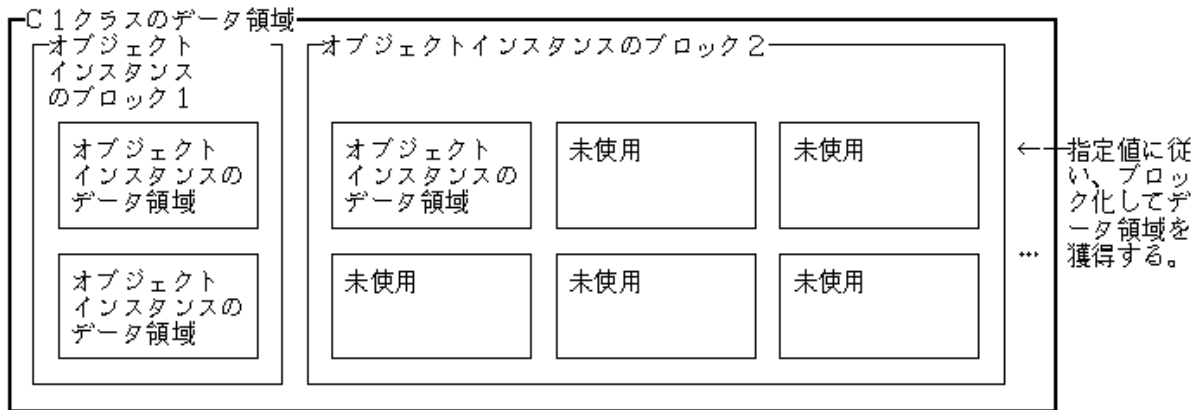 C1クラスのデータ領域
オブジェクト
インスタンス
のブロック1
オブジェクト
インスタンスの
データ領域
オブジェクト
インスタンスの
データ領域
オブジェクトインスタンスのブロック2
オブジェクト
インスタンスの
データ領域
未使用
未使用
未使用
未使用
未使用
…
←指定値に従
い、ブロッ
ク化してデ
ータ領域を
獲得する。